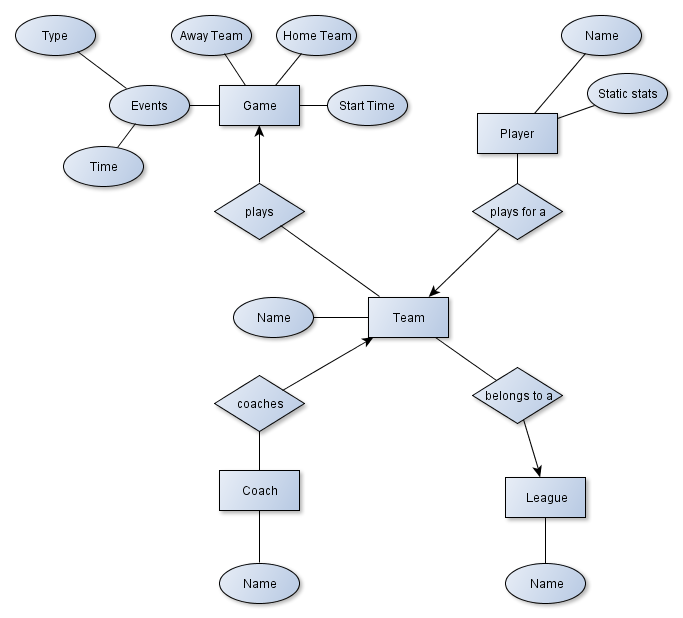 Type
Away Team
Home Team
Name
Static stats
Events
Game
Start Time
Player
Time
plays
plays for a
Name
Team
coaches
belongs to a
Coach
League
Name
Name